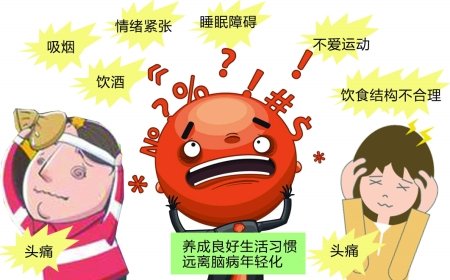 情绪紧张
睡眠障碍
吸烟
不爱运动
饮酒
饮食结构不合理
№?%?!#$
*
*
头痛
养成良好生活习惯
远离脑病年轻化
头痛